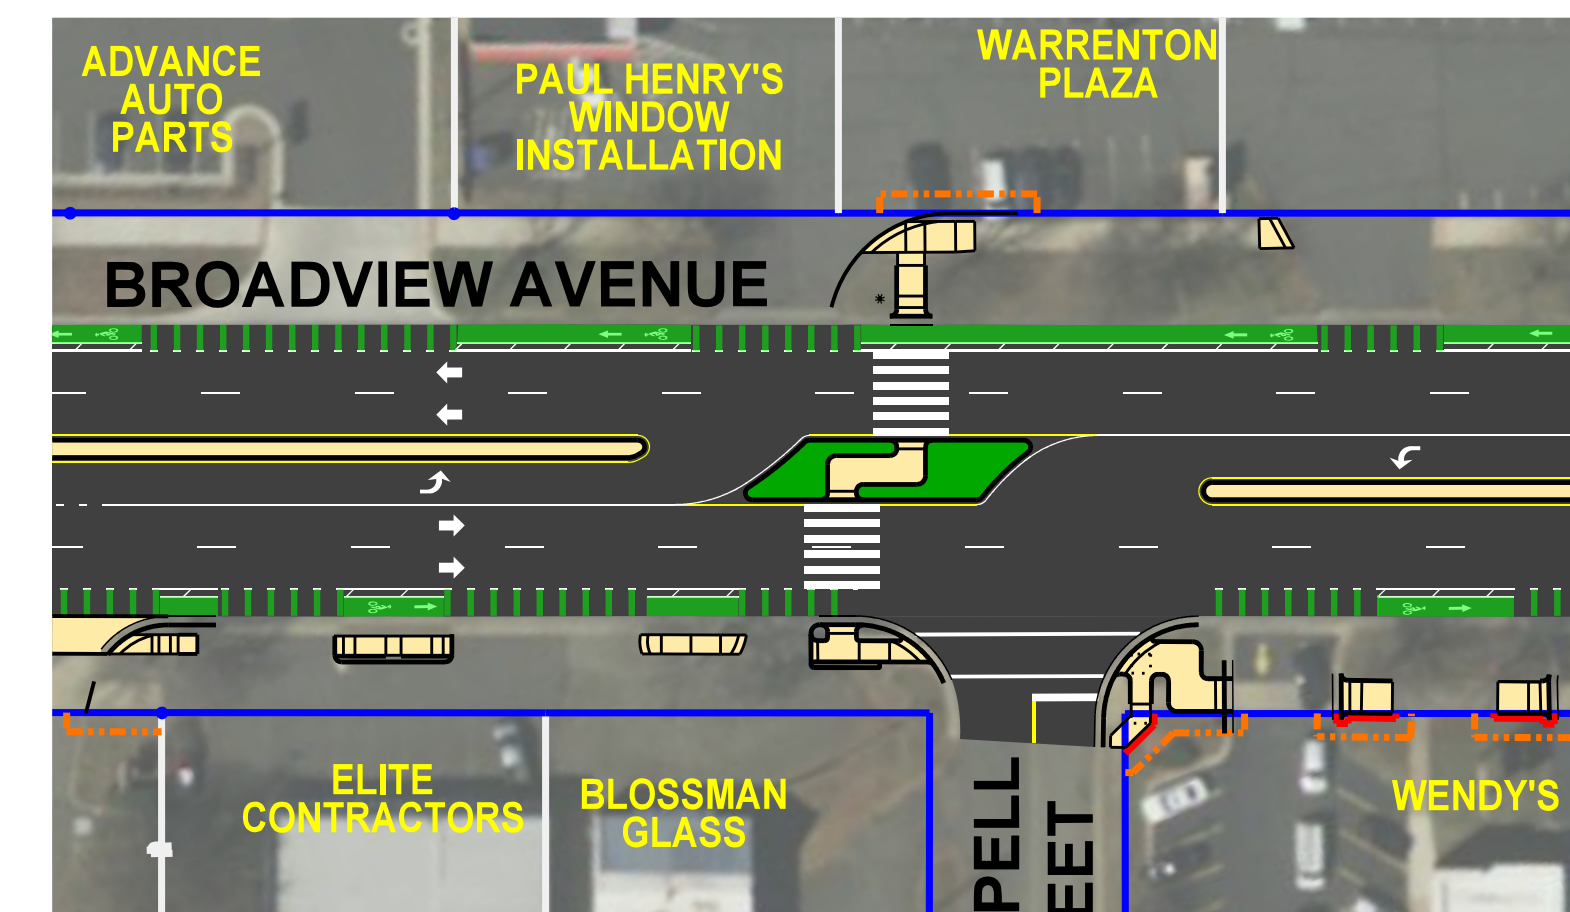 ADVANCE
AUTO
PARTS
PAUL HENRY'S
WINDOW
INSTALLATION
WARRENTON
PLAZA
BROADVIEW AVENUE
ELITE
CONTRACTORS
BLOSSMAN
GLASS
PELL
EET
WENDY'S